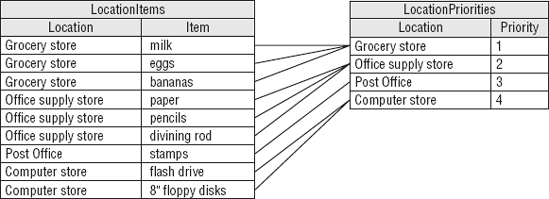 LocationItems
Location Item
Grocery store milk
Grocery store eggs
Grocery store bananas
Office supply store paper
Office supply store pencils
Office supply store divining rod
Post Office stamps
Computer store flash drive
Computer store 8" floppy disks
LocationPriorities
Location Priority
Grocery store 1
Office supply store 2
Post Office 3
Computer store 4